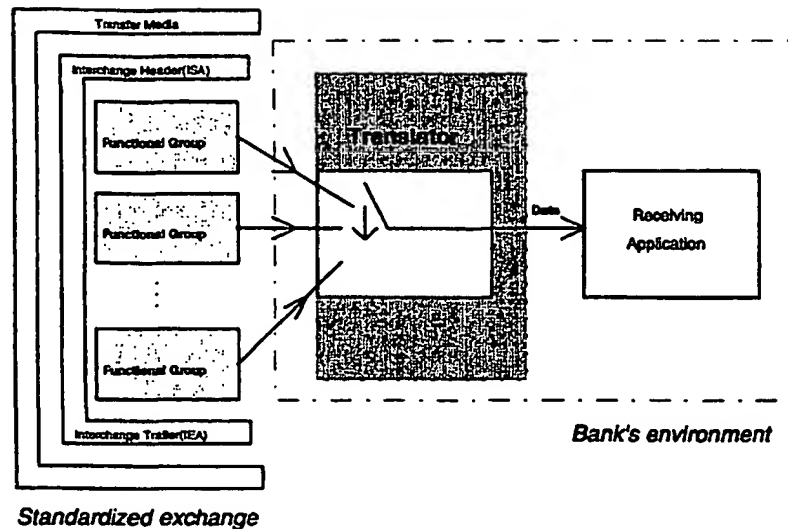 Transfer Media
Interchange Header(ISA)
Functional Group
Translator
Functional Group
Data
Receiving
Application
Functional Group
Interchange Trailer(IEA)
Bank's environment
Standardized exchange